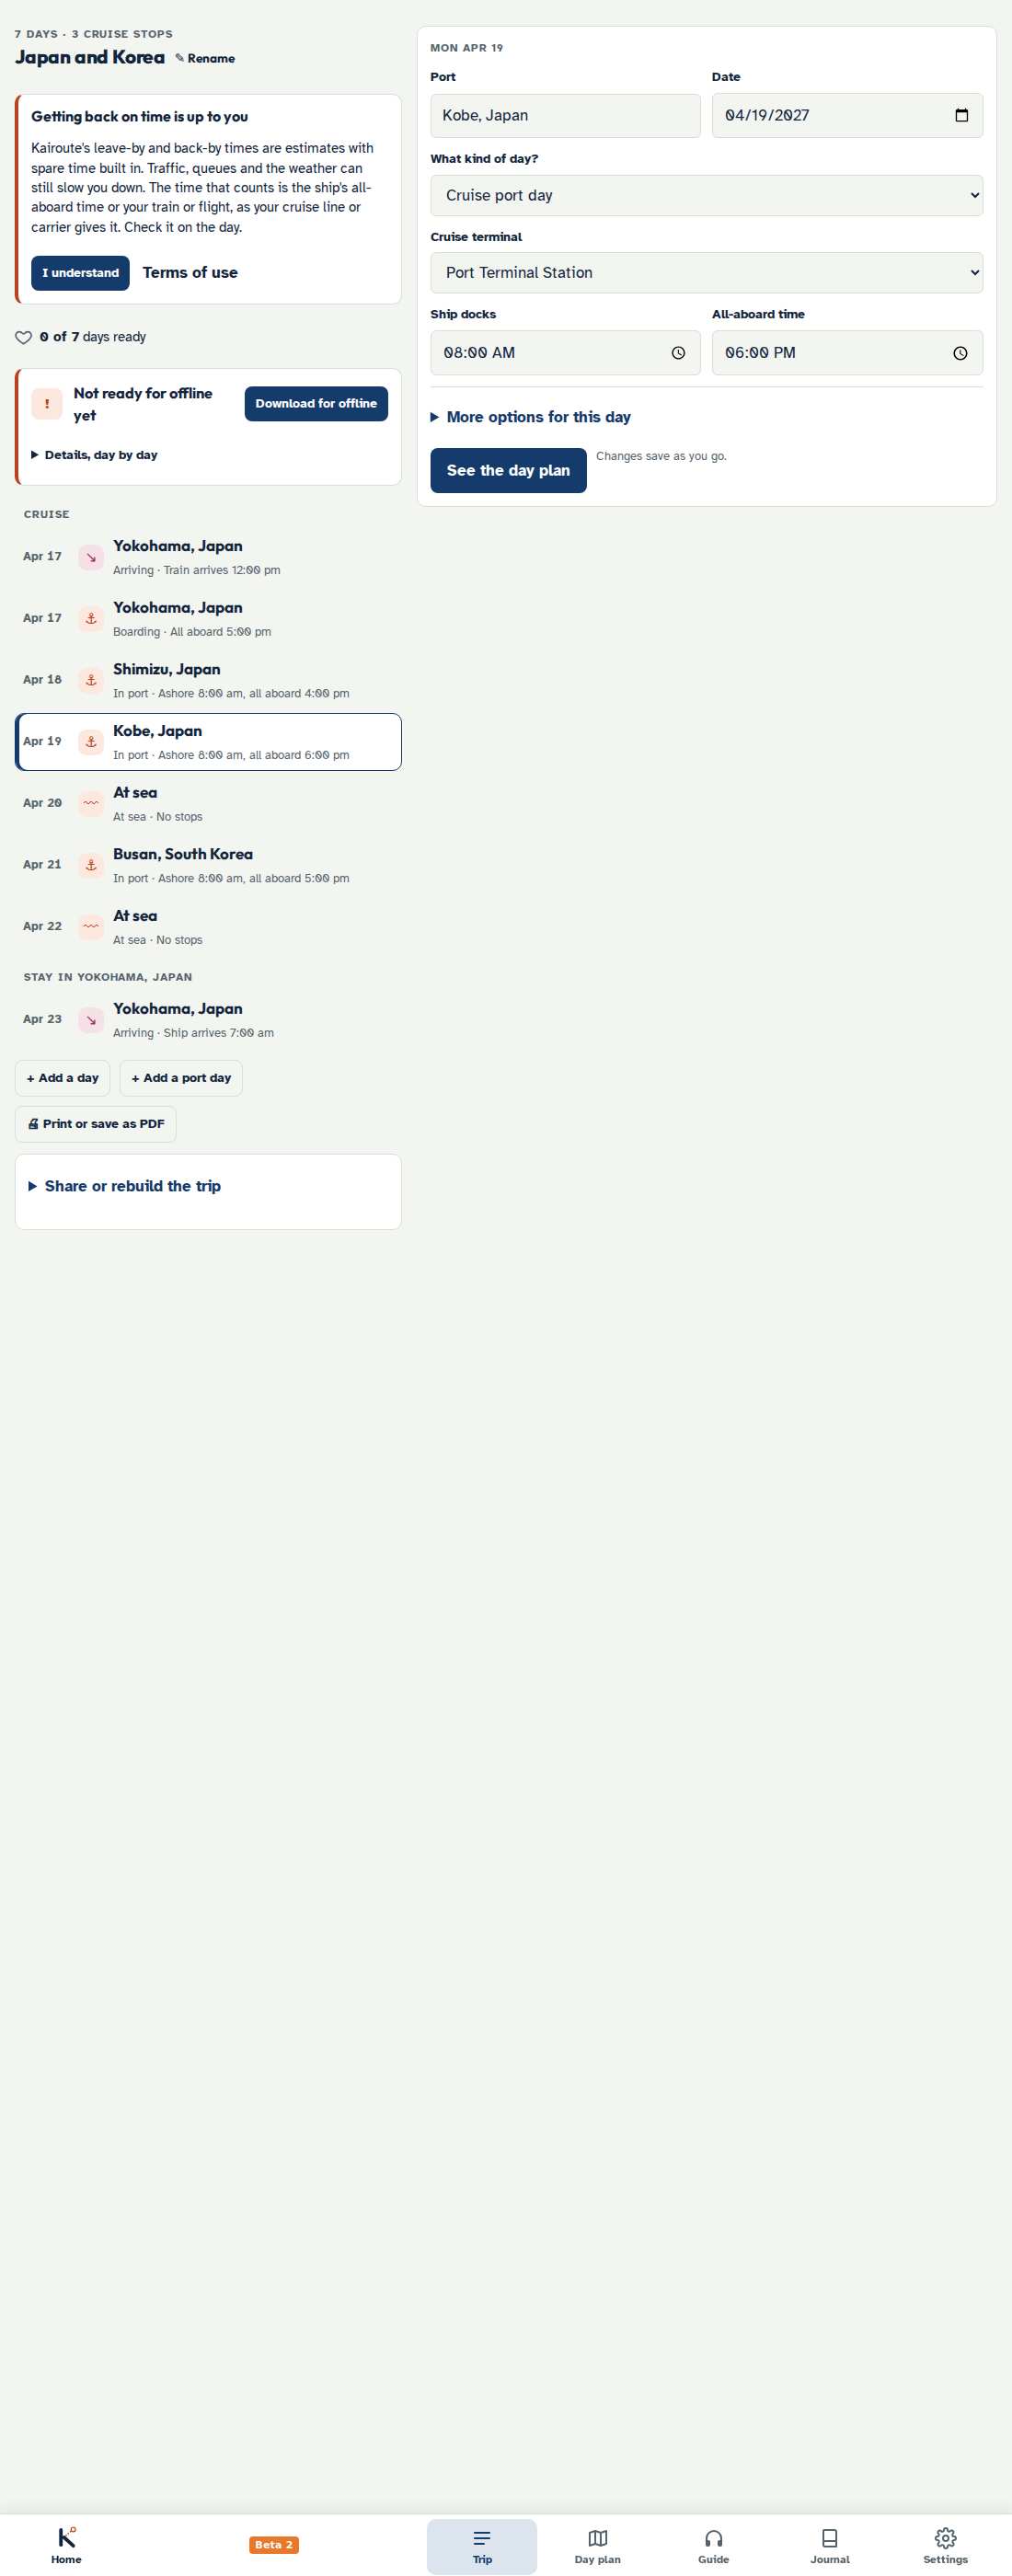 7 DAYS · 3 CRUISE STOPS
Japan and Korea ✎ Rename
Getting back on time is up to you
Kairoute's leave-by and back-by times are estimates with
spare time built in. Traffic, queues and the weather can
still slow you down. The time that counts is the ship's all-
aboard time or your train or flight, as your cruise line or
carrier gives it. Check it on the day.
I understand
Terms of use
0 of 7 days ready
!
Not ready for offline
yet
Download for offline
Details, day by day
CRUISE
Apr 17
Yokohama, Japan
Arriving · Train arrives 12:00 pm
Apr 17
Yokohama, Japan
Boarding · All aboard 5:00 pm
Apr 18
Shimizu, Japan
In port · Ashore 8:00 am, all aboard 4:00 pm
Apr 19
Kobe, Japan
In port · Ashore 8:00 am, all aboard 6:00 pm
Apr 20
At sea
At sea · No stops
Apr 21
Busan, South Korea
In port · Ashore 8:00 am, all aboard 5:00 pm
Apr 22
At sea
At sea · No stops
STAY IN YOKOHAMA, JAPAN
Apr 23
Yokohama, Japan
Arriving · Ship arrives 7:00 am
+ Add a day
+ Add a port day
Print or save as PDF
Share or rebuild the trip
MON APR 19
Port
Kobe, Japan
Date
04/19/2027
What kind of day?
Cruise port day
Cruise terminal
Port Terminal Station
Ship docks
08:00 AM
All-aboard time
06:00 PM
More options for this day
See the day plan
Changes save as you go.
Home
Beta 2
Trip
Day plan
Guide
Journal
Settings